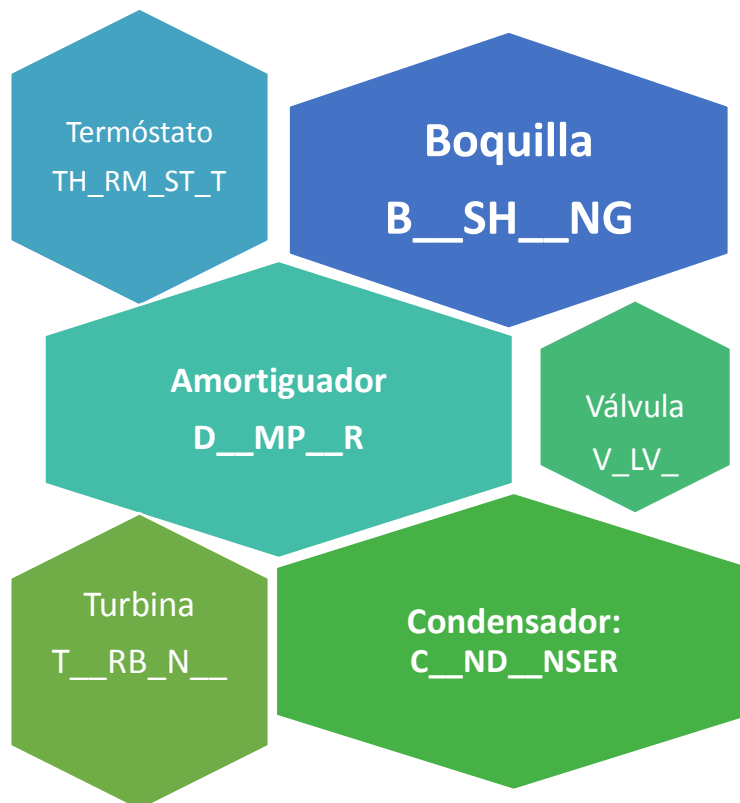 Termóstato
TH_RM_ST_T
Boquilla
B__SH__NG
Amortiguador
D__MP__R
Válvula
V_LV_
Turbina
T__RB_N__
Condensador:
C__ND__NSER